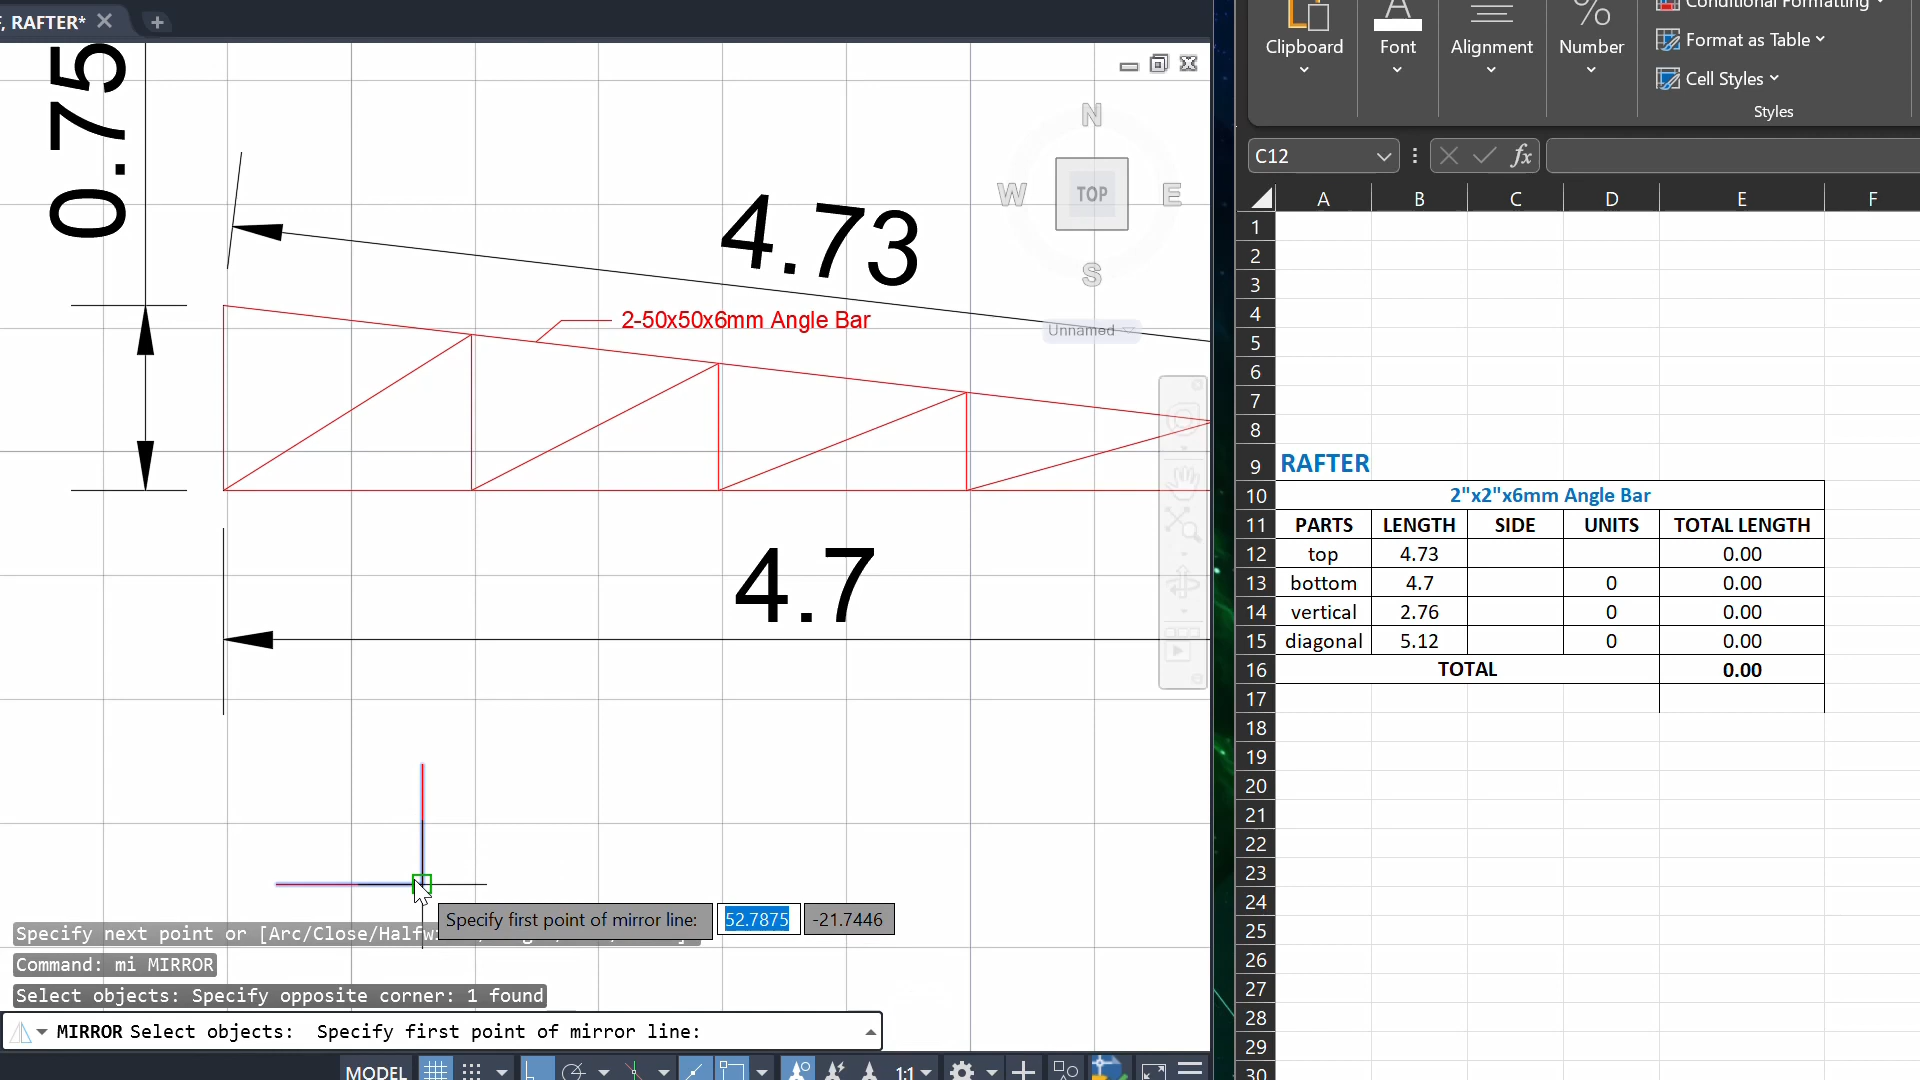 F, RAFTER*
0.75
N
W TOP E
S
Unnamed
4.73
2-50x50x6mm Angle Bar
4.7
Specify first point of mirror line: 52.7875 -21.7446
Specify next point or [Arc/Close/Halfw
Command: mi MIRROR
Select objects: Specify opposite corner: 1 found
MIRROR Select objects: Specify first point of mirror line:
MODEL 1:1
Clipboard Font Alignment Number
Conditional Formatting
Format as Table
Cell Styles
Styles
C12 fx
A B C D E F
1
2
3
4
5
6
7
8
9 RAFTER
10 2"x2"x6mm Angle Bar
11 PARTS LENGTH SIDE UNITS TOTAL LENGTH
12 top 4.73 0.00
13 bottom 4.7 0 0.00
14 vertical 2.76 0 0.00
15 diagonal 5.12 0 0.00
16 TOTAL 0.00
17
18
19
20
21
22
23
24
25
26
27
28
29
30